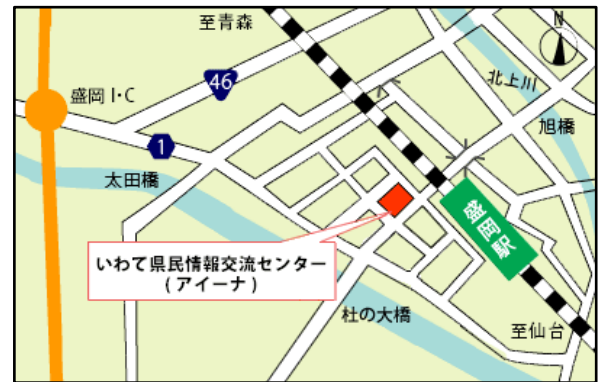 至青森
N
北上川
46
盛岡 I・C
旭橋
1
太田橋
盛岡駅
いわて県民情報交流センター
(アイーナ)
杜の大橋
至仙台